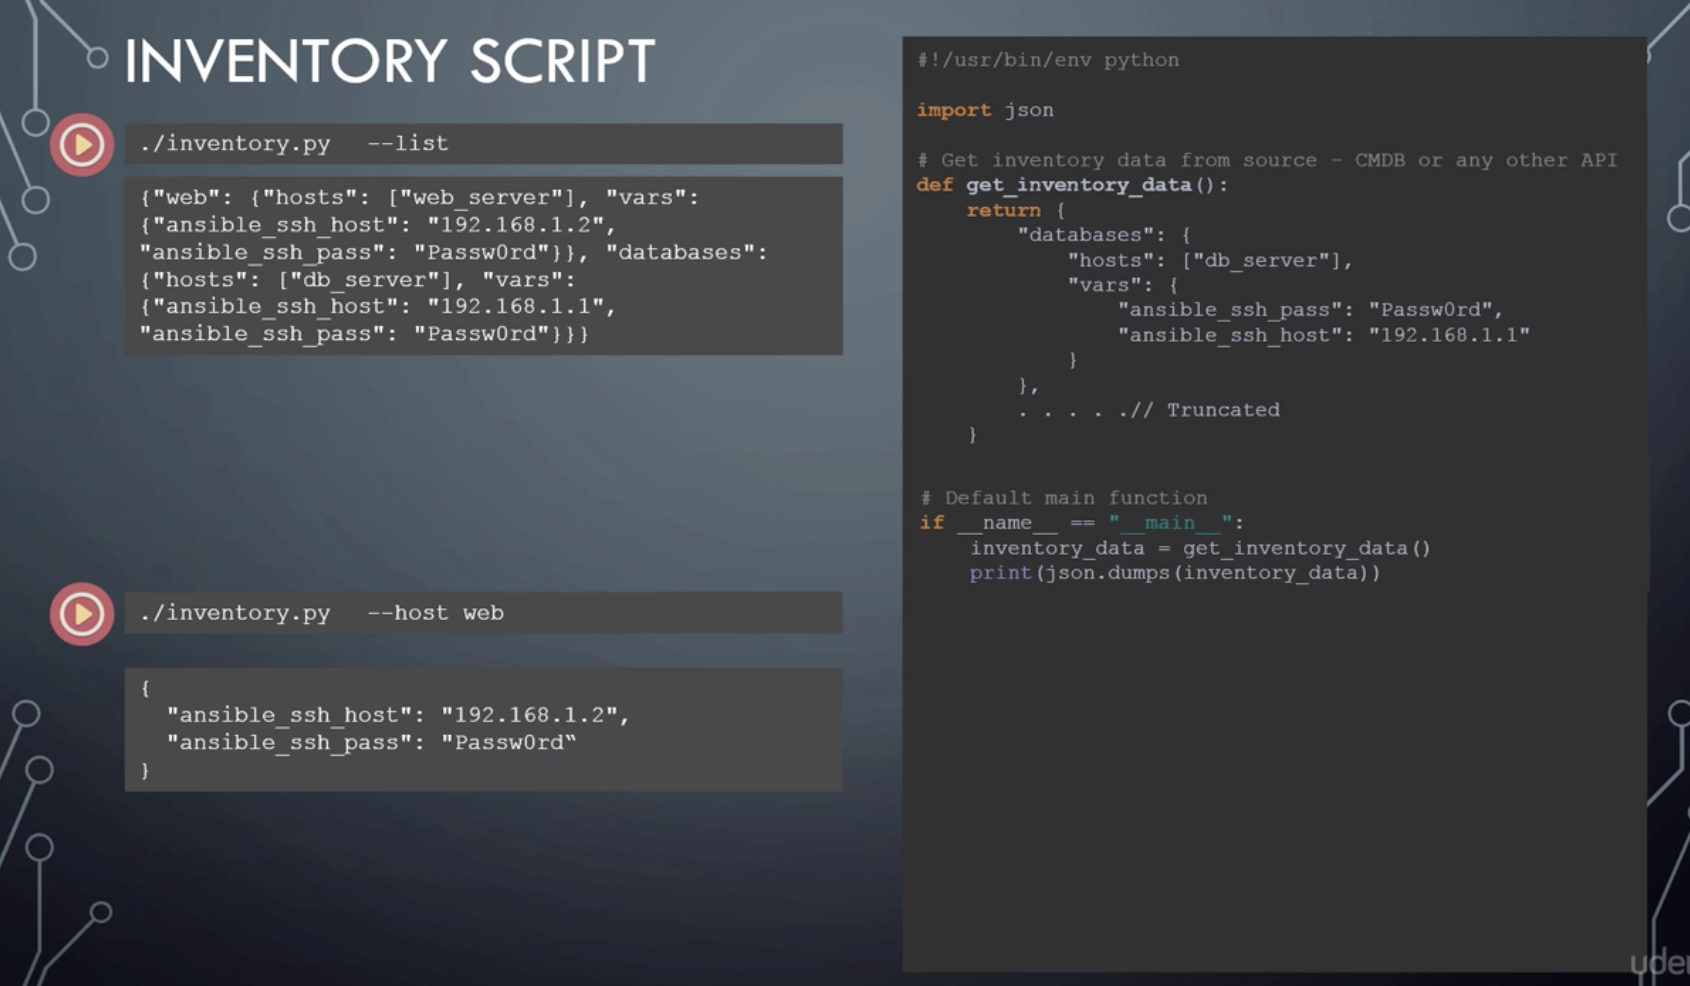 INVENTORY SCRIPT
./inventory.py --list
{"web": {"hosts": ["web_server"], "vars":
{"ansible_ssh_host": "192.168.1.2",
"ansible_ssh_pass": "Passw0rd"}}, "databases":
{"hosts": ["db_server"], "vars":
{"ansible_ssh_host": "192.168.1.1",
"ansible_ssh_pass": "Passw0rd"}}}
./inventory.py --host web
{
"ansible_ssh_host": "192.168.1.2",
"ansible_ssh_pass": "Passw0rd“
}
#!/usr/bin/env python
import json
# Get inventory data from source – CMDB or any other API
def get_inventory_data():
return {
"databases": {
"hosts": ["db_server"],
"vars": {
"ansible_ssh_pass": "Passw0rd",
"ansible_ssh_host": "192.168.1.1"
}
},
. . . . .// Truncated
}
# Default main function
if __name__ == "__main__":
inventory_data = get_inventory_data()
print(json.dumps(inventory_data))